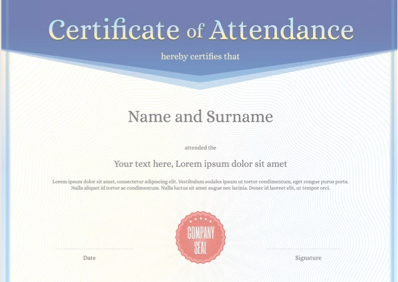 Certificate of Attendance
hereby certifies that
Name and Surname
attended the
Your text here, Lorem ipsum dolor sit amet
Lorem ipsum dolor sit amet, consectetur adipiscing elit. Vestibulum sodales ipsum ut tortor condimentum, eget congue purus porta.
Nulla aliquet id tortor ac condimentum. Nulla luctus sit amet augue nec lacinia. Donec id laoreet elit, ut tempor orci.
COMPANY
SEAL
Date
Signature